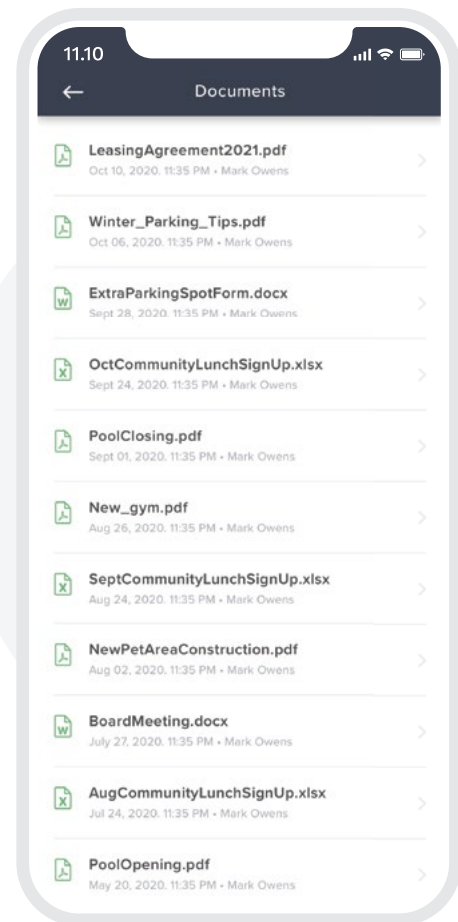 11.10
Documents
LeasingAgreement2021.pdf
Oct 10, 2020. 11:35 PM • Mark Owens
Winter_Parking_Tips.pdf
Oct 06, 2020. 11:35 PM • Mark Owens
ExtraParkingSpotForm.docx
Sept 28, 2020. 11:35 PM • Mark Owens
OctCommunityLunchSignUp.xlsx
Sept 24, 2020. 11:35 PM • Mark Owens
PoolClosing.pdf
Sept 01, 2020. 11:35 PM • Mark Owens
New_gym.pdf
Aug 26, 2020. 11:35 PM • Mark Owens
SeptCommunityLunchSignUp.xlsx
Aug 24, 2020. 11:35 PM • Mark Owens
NewPetAreaConstruction.pdf
Aug 02, 2020. 11:35 PM • Mark Owens
BoardMeeting.docx
July 27, 2020. 11:35 PM • Mark Owens
AugCommunityLunchSignUp.xlsx
Jul 24, 2020. 11:35 PM • Mark Owens
PoolOpening.pdf
May 20, 2020. 11:35 PM • Mark Owens